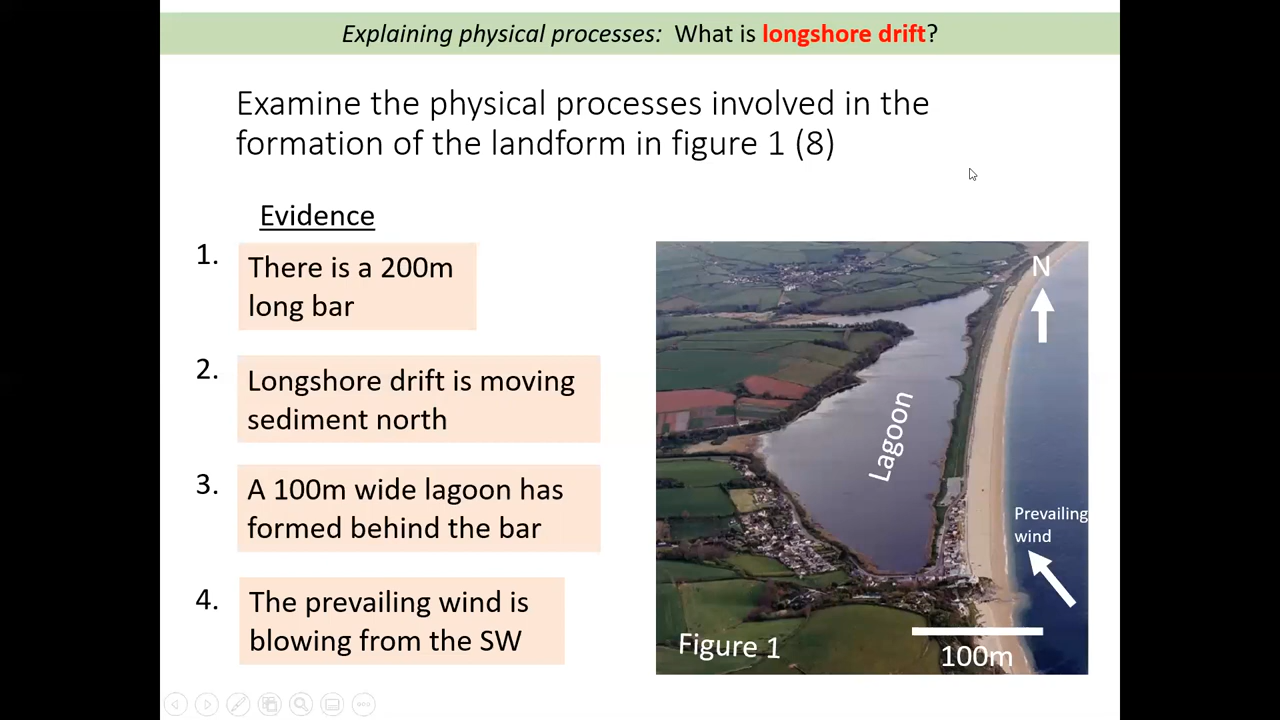 Explaining physical processes: What is longshore drift?
Examine the physical processes involved in the
formation of the landform in figure 1 (8)
Evidence
1. There is a 200m
long bar
2. Longshore drift is moving
sediment north
3. A 100m wide lagoon has
formed behind the bar
4. The prevailing wind is
blowing from the SW
N
Lagoon
Prevailing
wind
Figure 1
100m